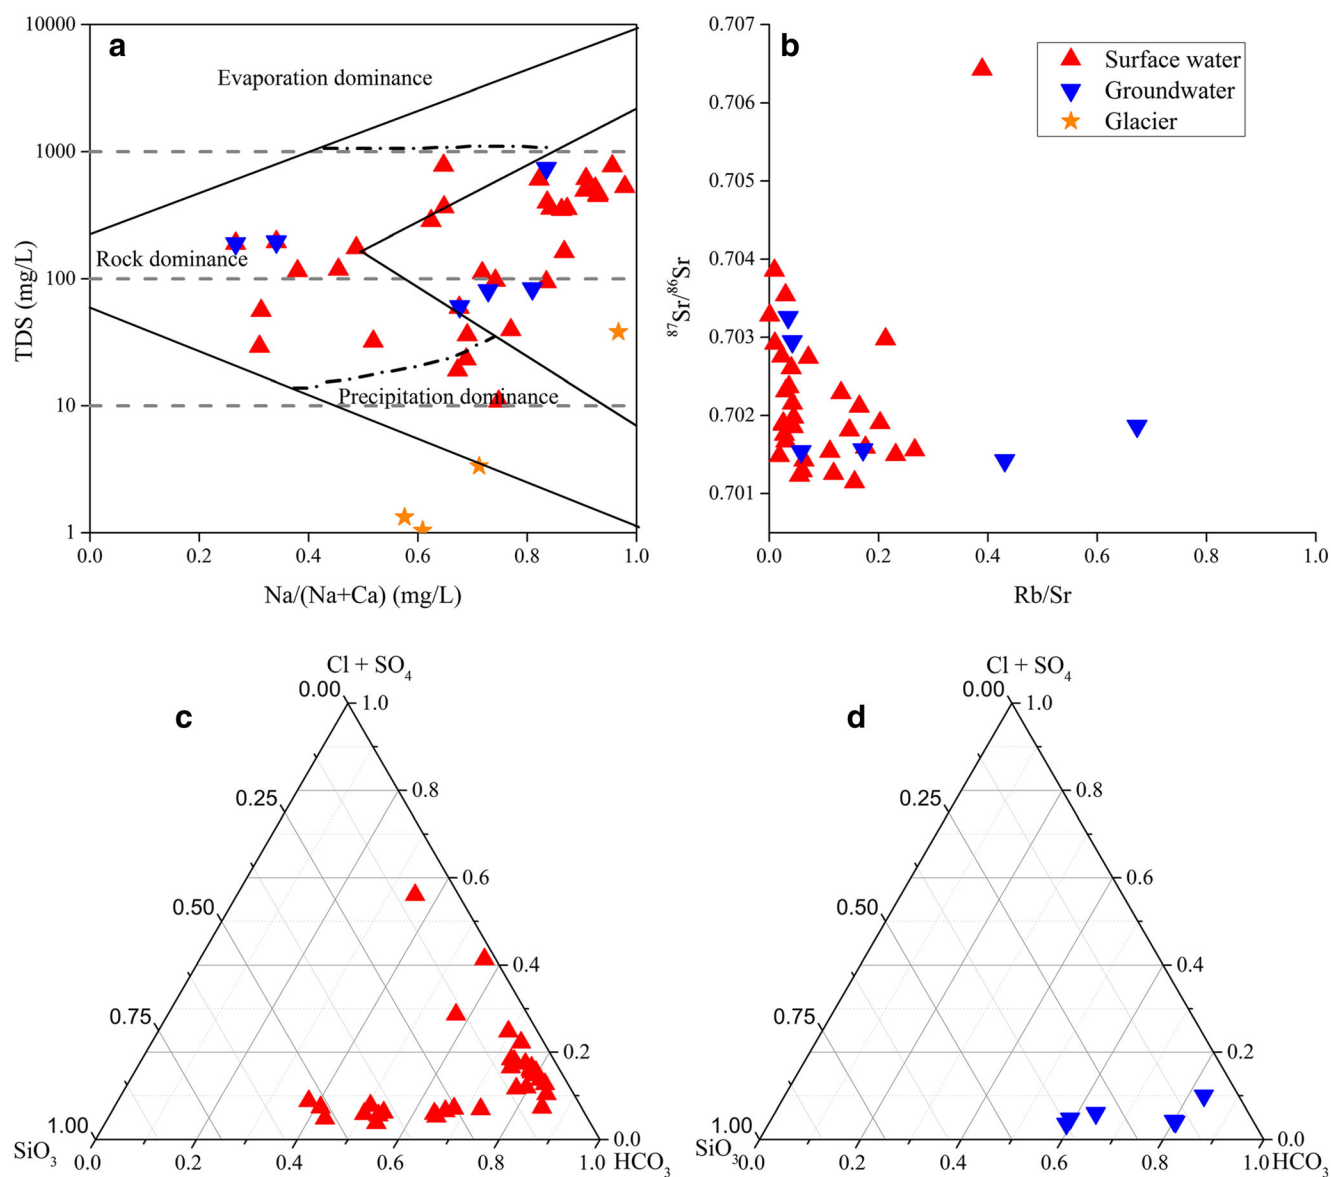 a
10000
1000
100
10
1
TDS (mg/L)
Evaporation dominance
Rock dominance
Precipitation dominance
0.0 0.2 0.4 0.6 0.8 1.0
Na/(Na+Ca) (mg/L)
b
0.707
0.706
0.705
0.704
0.703
0.702
0.701
⁸⁷Sr/⁸⁶Sr
Surface water
Groundwater
Glacier
0.0 0.2 0.4 0.6 0.8 1.0
Rb/Sr
c
Cl + SO₄
0.00 1.0
0.8
0.25
0.6
0.50
0.4
0.75
0.2
1.00 0.0
SiO₃ HCO₃
0.0 0.2 0.4 0.6 0.8 1.0
d
Cl + SO₄
0.00 1.0
0.8
0.25
0.6
0.50
0.4
0.75
0.2
1.00 0.0
SiO₃ HCO₃
0.0 0.2 0.4 0.6 0.8 1.0